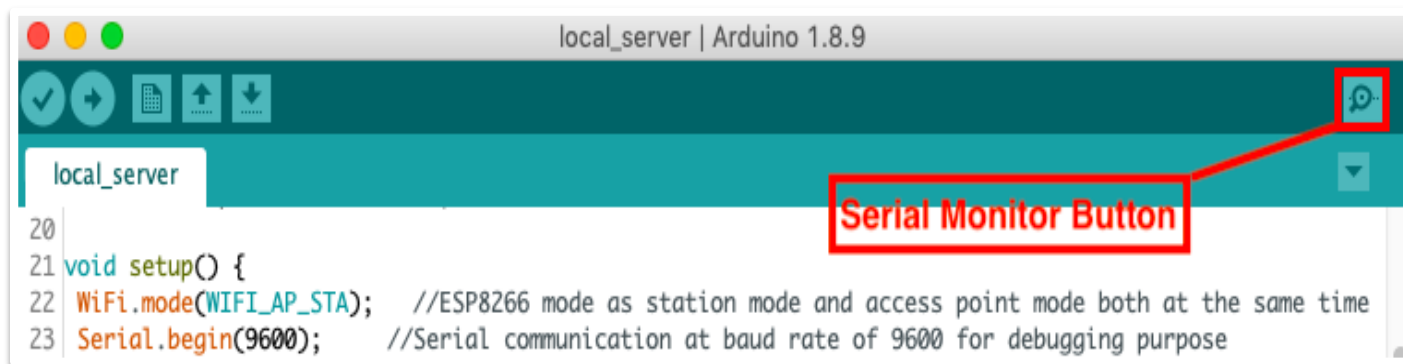 local_server | Arduino 1.8.9
local_server
Serial Monitor Button
20
21 void setup() {
22 WiFi.mode(WIFI_AP_STA); //ESP8266 mode as station mode and access point mode both at the same time
23 Serial.begin(9600); //Serial communication at baud rate of 9600 for debugging purpose